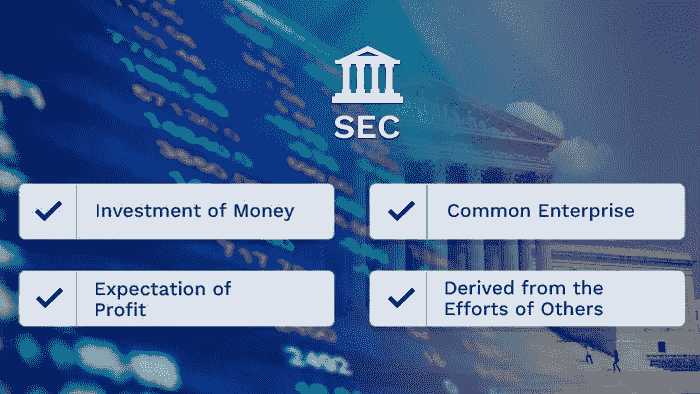 SEC
Investment of Money
Common Enterprise
Expectation of
Profit
Derived from the
Efforts of Others